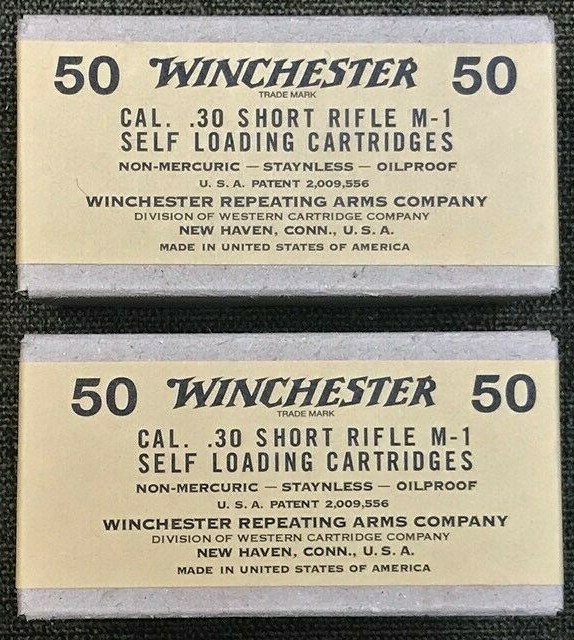 50 WINCHESTER 50
TRADE MARK
CAL. .30 SHORT RIFLE M-1
SELF LOADING CARTRIDGES
NON-MERCURIC — STAYNLESS — OILPROOF
U. S. A. PATENT 2,009,556
WINCHESTER REPEATING ARMS COMPANY
DIVISION OF WESTERN CARTRIDGE COMPANY
NEW HAVEN, CONN., U. S. A.
MADE IN UNITED STATES OF AMERICA
50 WINCHESTER 50
TRADE MARK
CAL. .30 SHORT RIFLE M-1
SELF LOADING CARTRIDGES
NON-MERCURIC — STAYNLESS — OILPROOF
U. S. A. PATENT 2,009,556
WINCHESTER REPEATING ARMS COMPANY
DIVISION OF WESTERN CARTRIDGE COMPANY
NEW HAVEN, CONN., U. S. A.
MADE IN UNITED STATES OF AMERICA